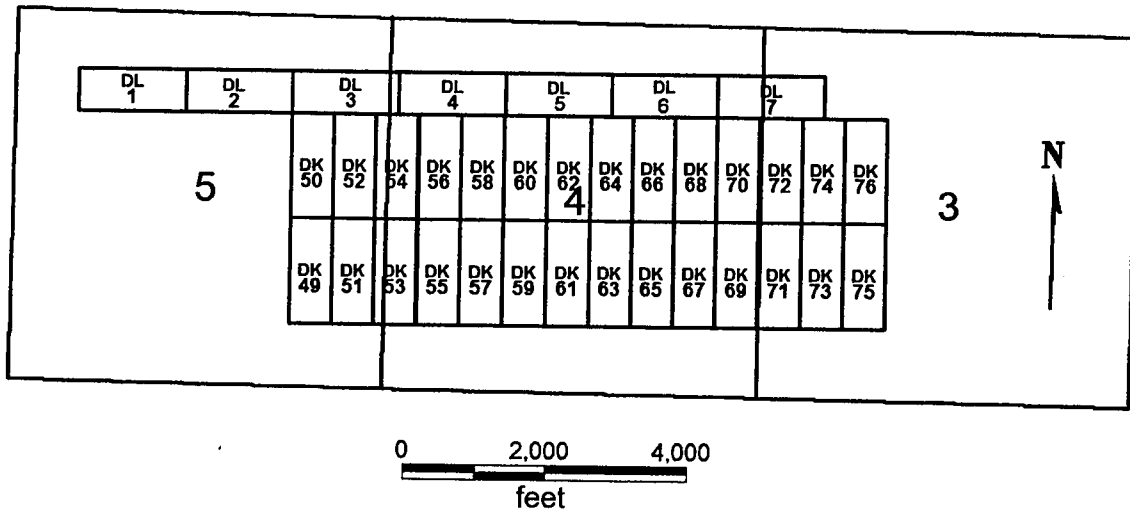 DL DL DL DL DL DL DL
1 2 3 4 5 6 7
N
DK DK DK DK DK DK DK DK DK DK DK DK DK DK
50 52 54 56 58 60 62 64 66 68 70 72 74 76
5 4 3
DK DK DK DK DK DK DK DK DK DK DK DK DK DK
49 51 53 55 57 59 61 63 65 67 69 71 73 75
0 2,000 4,000
feet